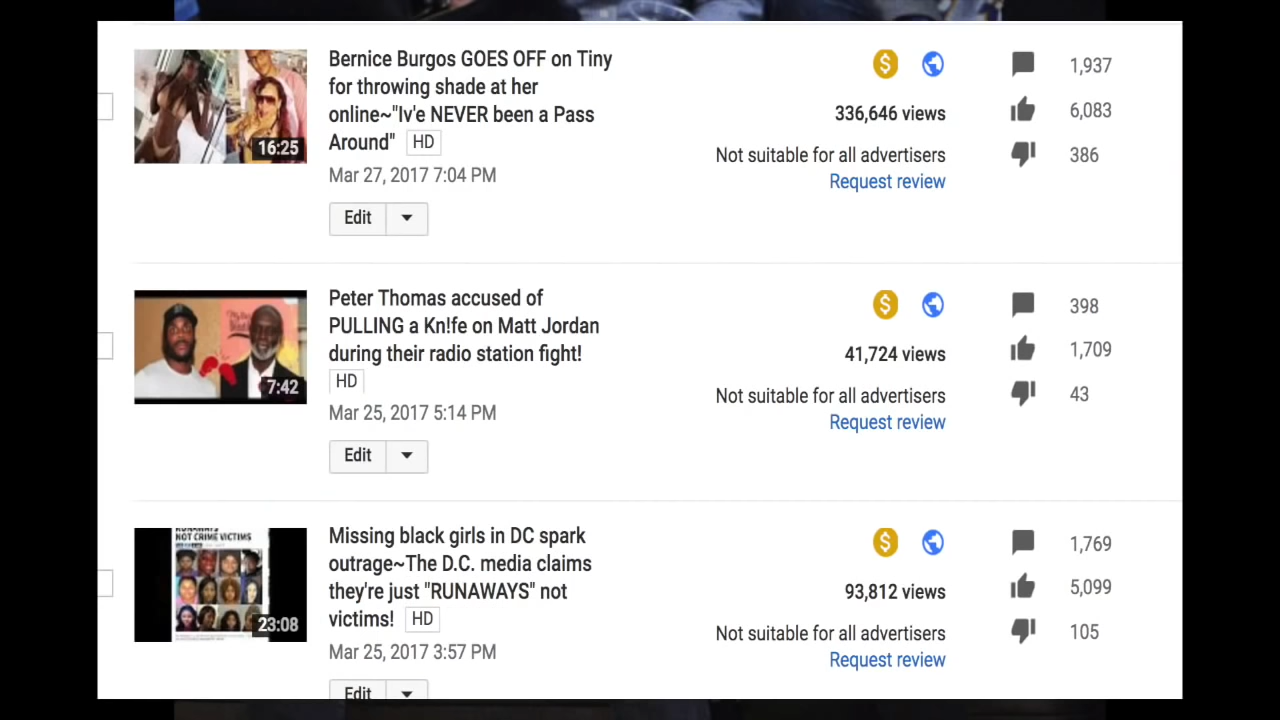 Bernice Burgos GOES OFF on Tiny
for throwing shade at her
online~"Iv'e NEVER been a Pass
Around" HD
Mar 27, 2017 7:04 PM
Edit
16:25
336,646 views
Not suitable for all advertisers
Request review
1,937
6,083
386
Peter Thomas accused of
PULLING a Kn!fe on Matt Jordan
during their radio station fight!
HD
Mar 25, 2017 5:14 PM
Edit
7:42
41,724 views
Not suitable for all advertisers
Request review
398
1,709
43
NOT CRIME VICTIMS
23:08
Missing black girls in DC spark
outrage~The D.C. media claims
they're just "RUNAWAYS" not
victims! HD
Mar 25, 2017 3:57 PM
Edit
93,812 views
Not suitable for all advertisers
Request review
1,769
5,099
105